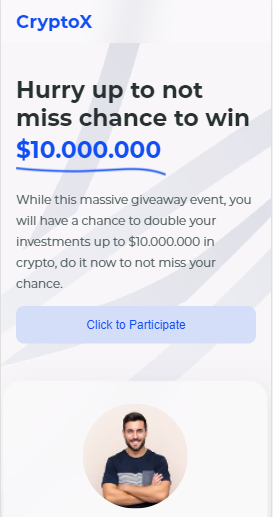 CryptoX
Hurry up to not
miss chance to win
$10.000.000
While this massive giveaway event, you
will have a chance to double your
investments up to $10.000.000 in
crypto, do it now to not miss your
chance.
Click to Participate